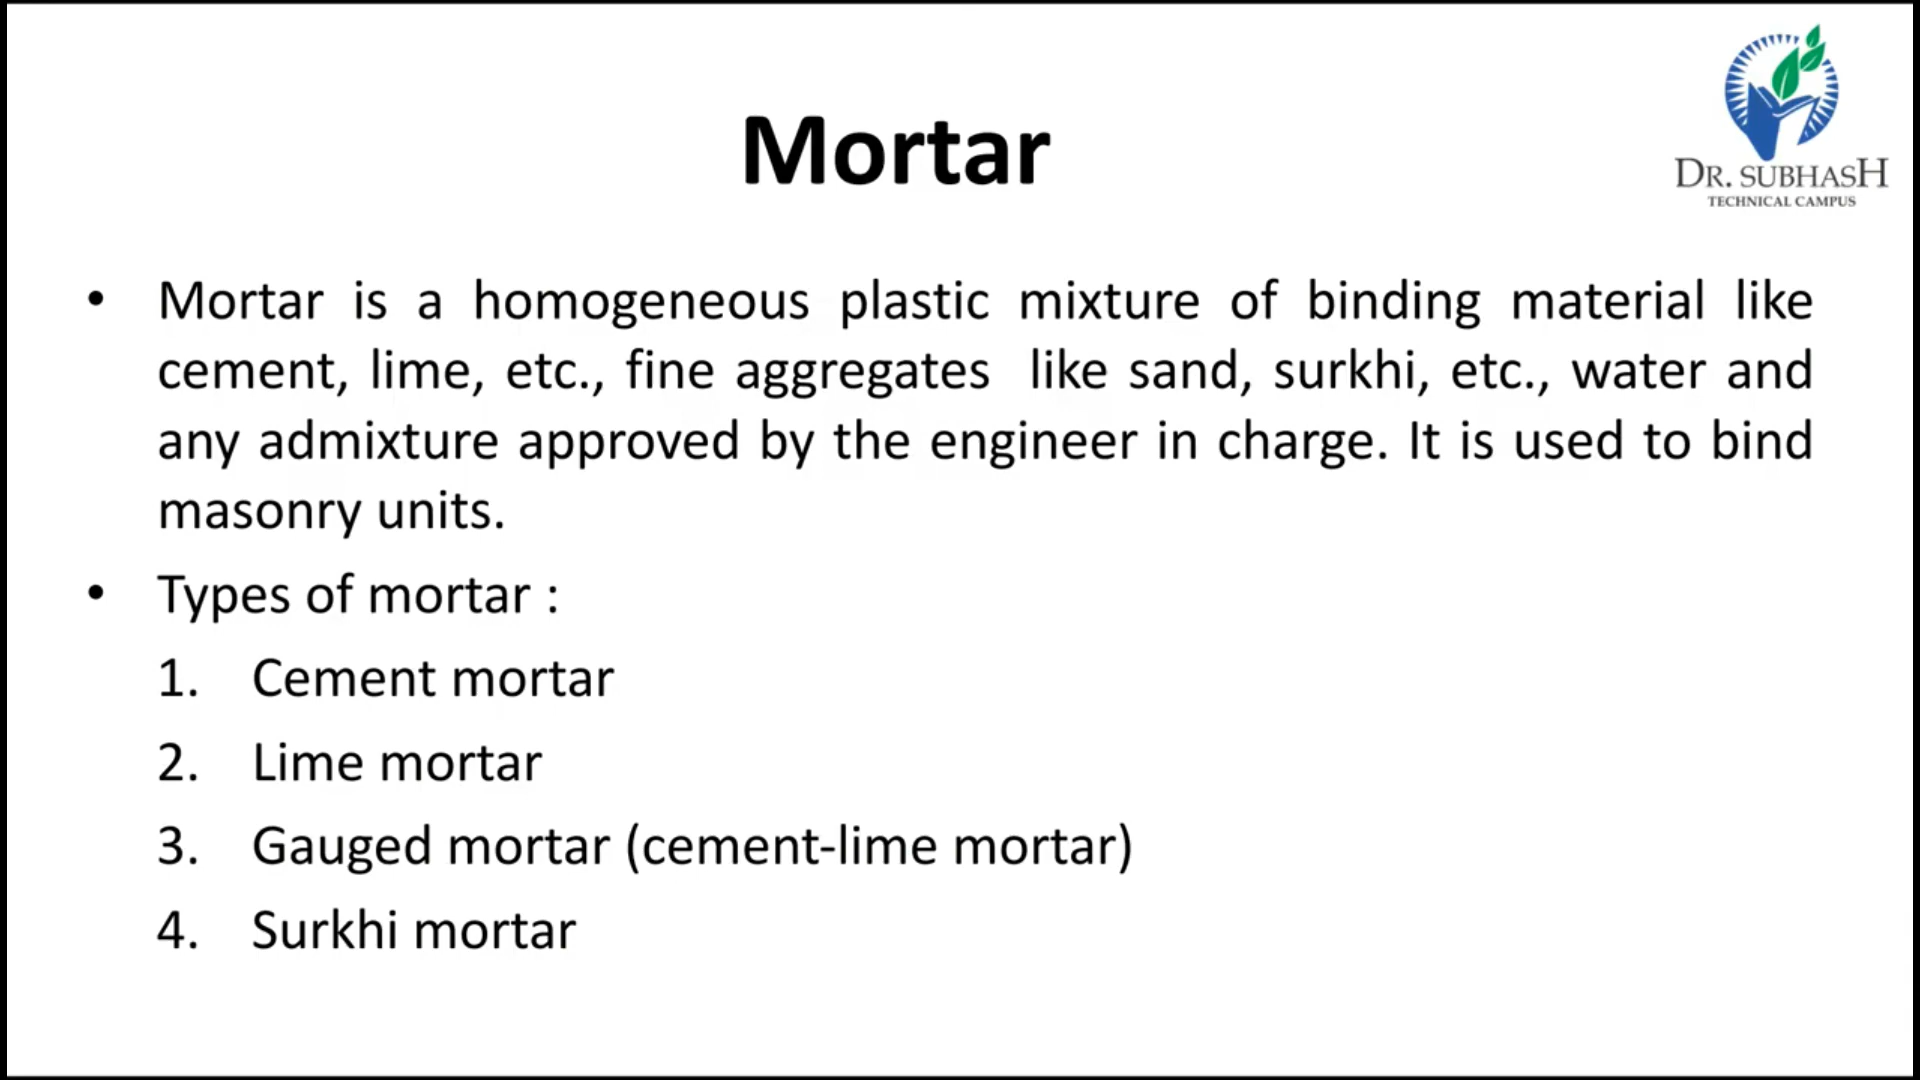 DR. SUBHASH
TECHNICAL CAMPUS
Mortar
• Mortar is a homogeneous plastic mixture of binding material like
cement, lime, etc., fine aggregates like sand, surkhi, etc., water and
any admixture approved by the engineer in charge. It is used to bind
masonry units.
• Types of mortar :
1. Cement mortar
2. Lime mortar
3. Gauged mortar (cement-lime mortar)
4. Surkhi mortar